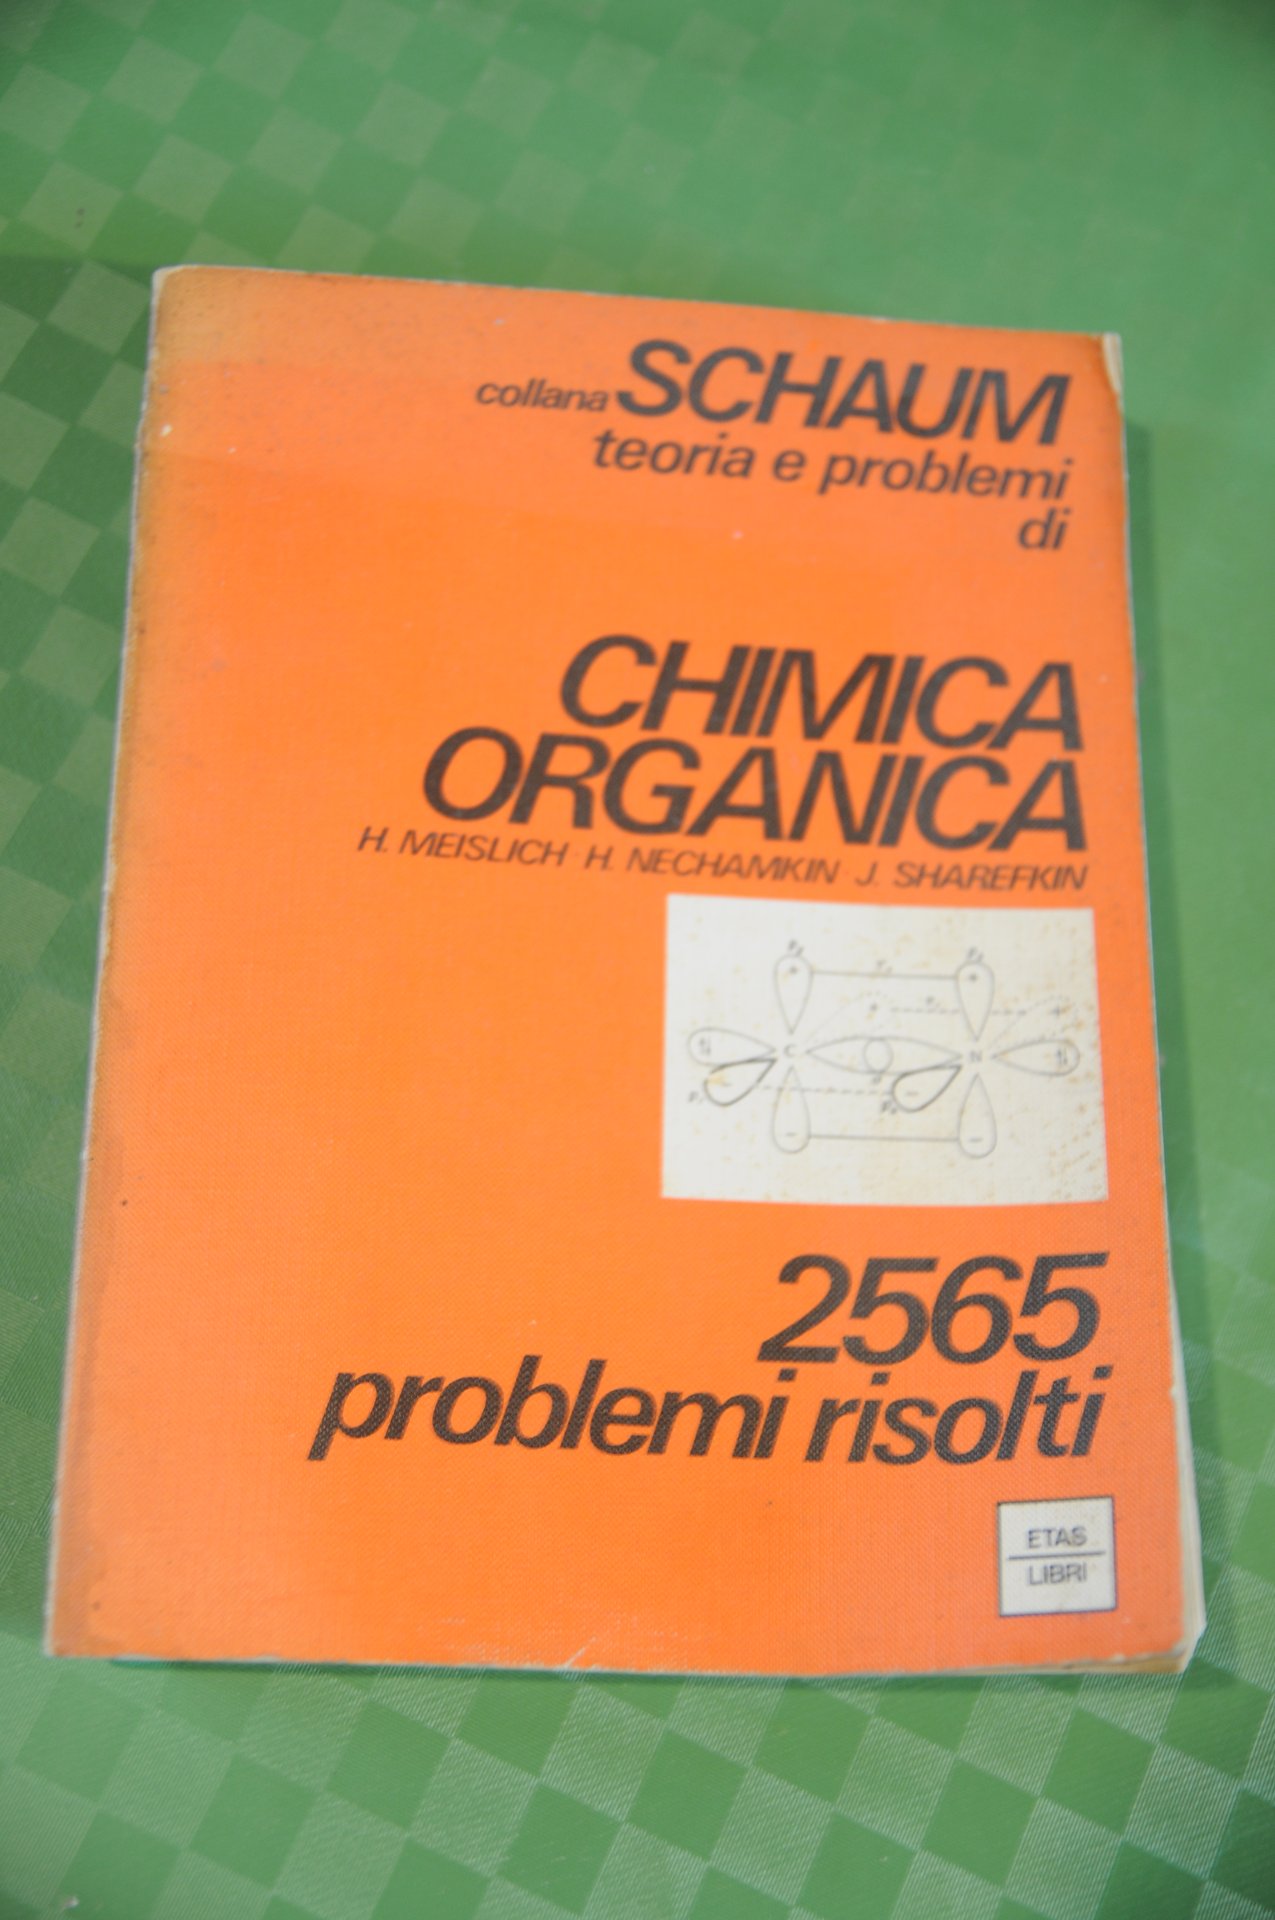 collana SCHAUM
teoria e problemi
di
CHIMICA
ORGANICA
H. MEISLICH · H. NECHAMKIN · J. SHAREFKIN
C
N
2565
problemi risolti
ETAS
LIBRI